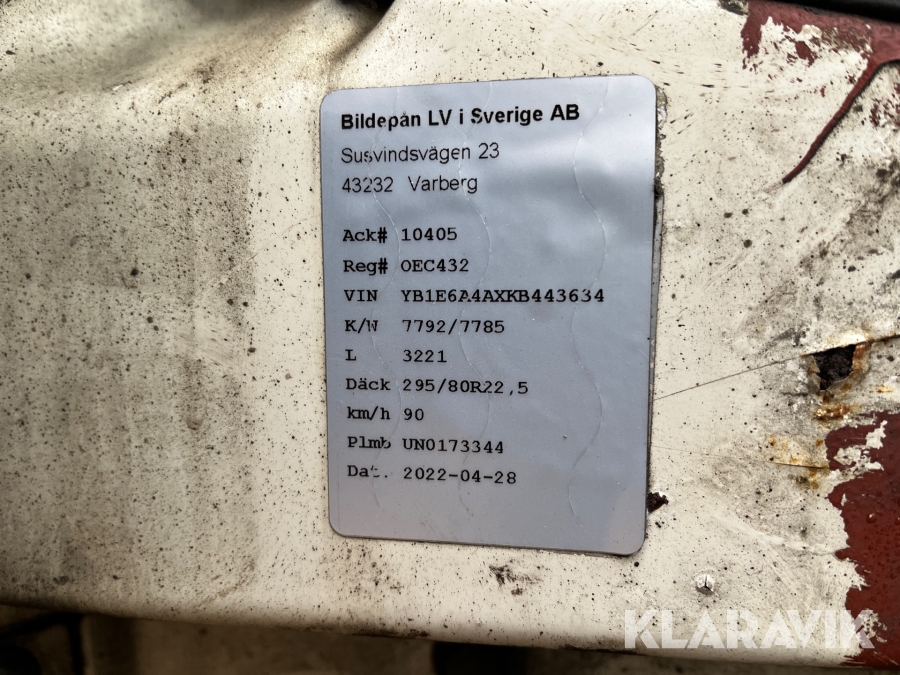 Bildepån LV i Sverige AB
Susvindsvägen 23
43232 Varberg
Ack# 10405
Reg# OEC432
VIN YB1E6A4AXKB443634
K/W 7792/7785
L 3221
Däck 295/80R22,5
km/h 90
Plmb UN0173344
Dat. 2022-04-28
KLARAVIK